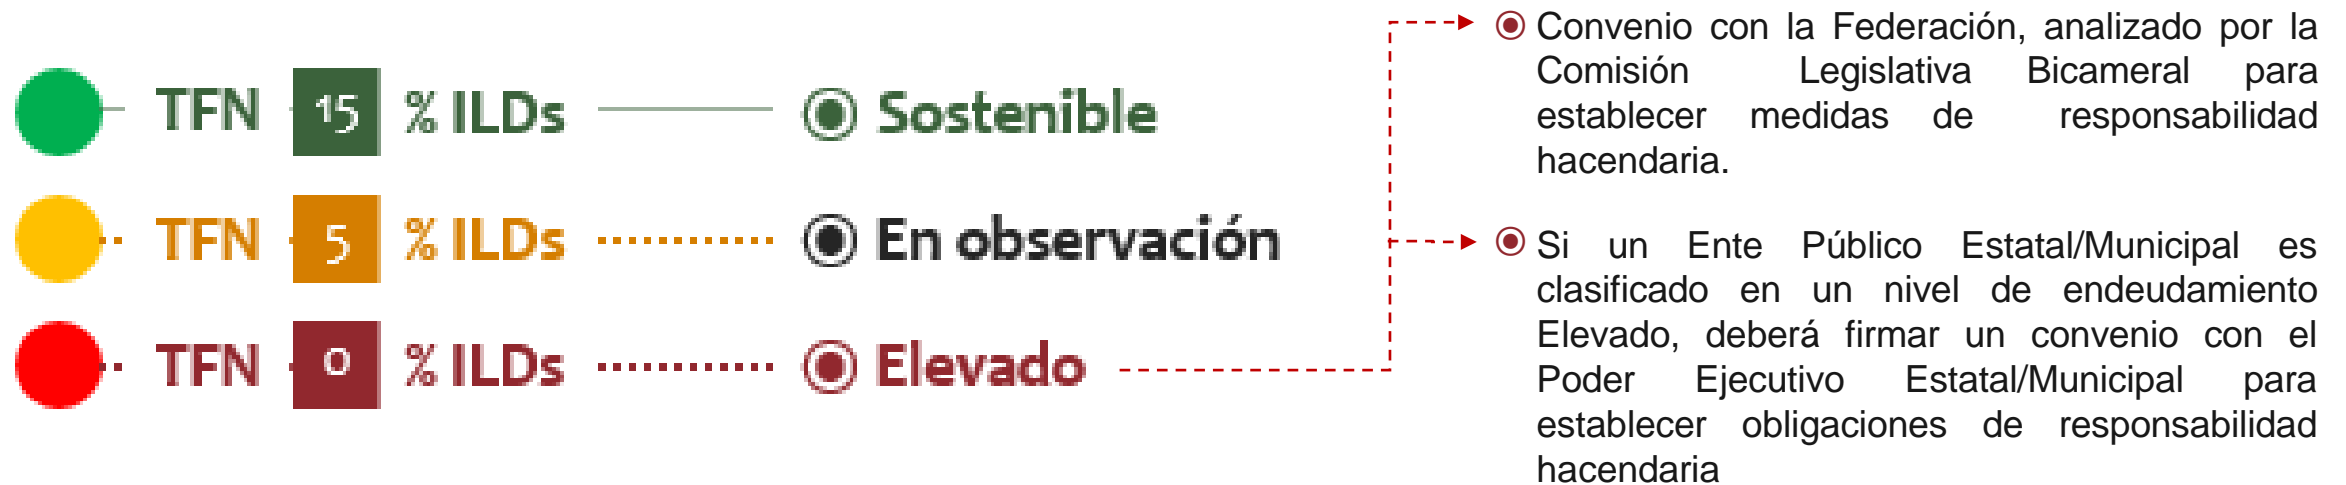 TFN 15 % ILDs Sostenible
TFN 5 % ILDs En observación
TFN 0 % ILDs Elevado
Convenio con la Federación, analizado por la
Comisión Legislativa Bicameral para
establecer medidas de responsabilidad
hacendaria.
Si un Ente Público Estatal/Municipal es
clasificado en un nivel de endeudamiento
Elevado, deberá firmar un convenio con el
Poder Ejecutivo Estatal/Municipal para
establecer obligaciones de responsabilidad
hacendaria